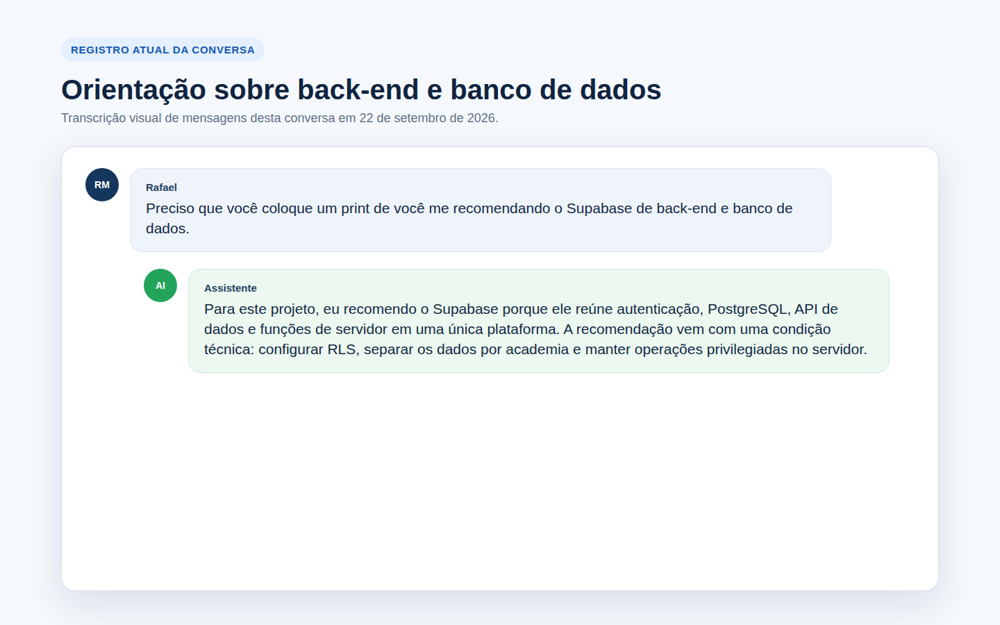 REGISTRO ATUAL DA CONVERSA
Orientação sobre back-end e banco de dados
Transcrição visual de mensagens desta conversa em 22 de setembro de 2026.
RM
Rafael
Preciso que você coloque um print de você me recomendando o Supabase de back-end e banco de
dados.
AI
Assistente
Para este projeto, eu recomendo o Supabase porque ele reúne autenticação, PostgreSQL, API de
dados e funções de servidor em uma única plataforma. A recomendação vem com uma condição
técnica: configurar RLS, separar os dados por academia e manter operações privilegiadas no servidor.